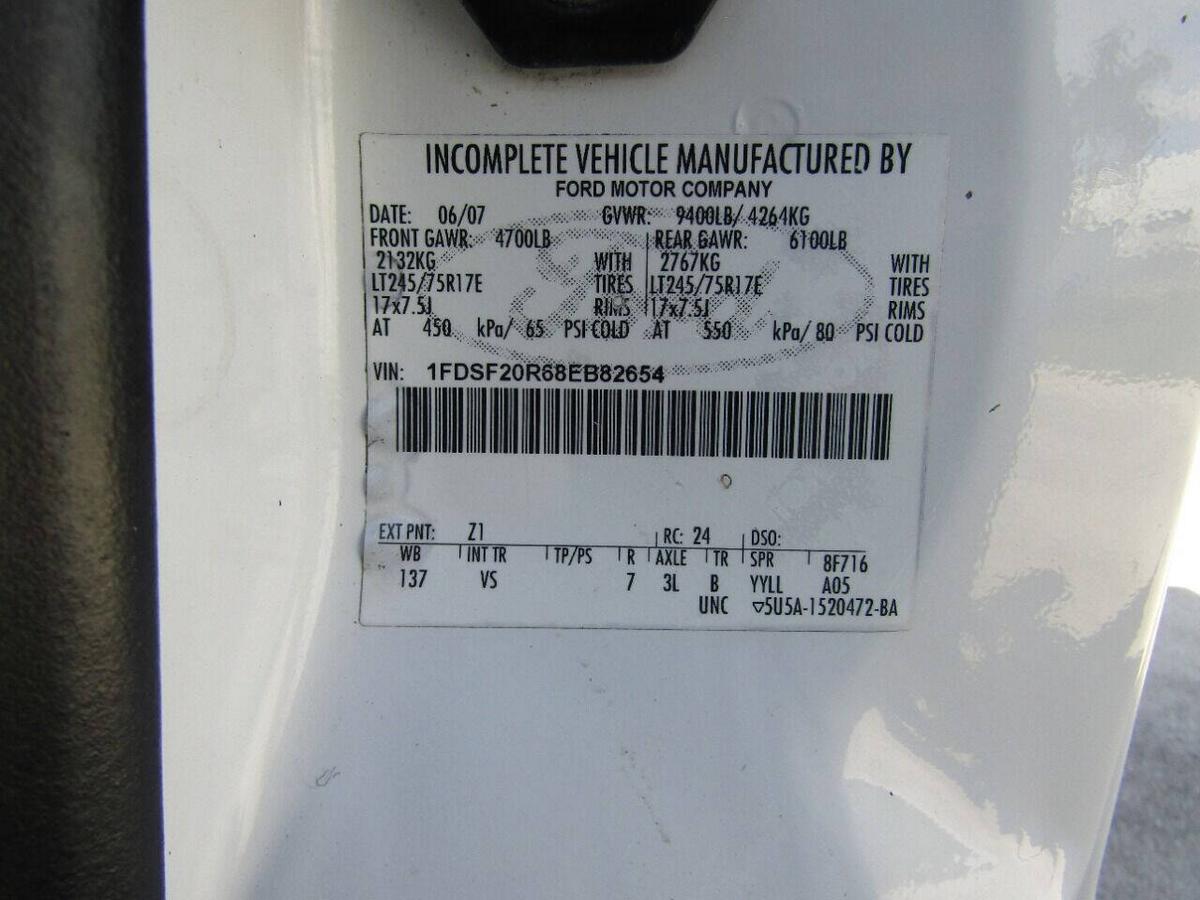 INCOMPLETE VEHICLE MANUFACTURED BY
FORD MOTOR COMPANY
DATE: 06/07 GVWR: 9400LB/ 4264KG
FRONT GAWR: 4700LB REAR GAWR: 6100LB
2132KG WITH 2767KG WITH
LT245/75R17E TIRES LT245/75R17E TIRES
17x7.5J RIMS 17x7.5J RIMS
AT 450 kPa/ 65 PSI COLD AT 550 kPa/ 80 PSI COLD
VIN: 1FDSF20R68EB82654
EXT PNT: Z1 RC: 24 DSO:
WB INT TR TP/PS R AXLE TR SPR 8F716
137 VS 7 3L B YYLL A05
UNC ▽5U5A-1520472-BA